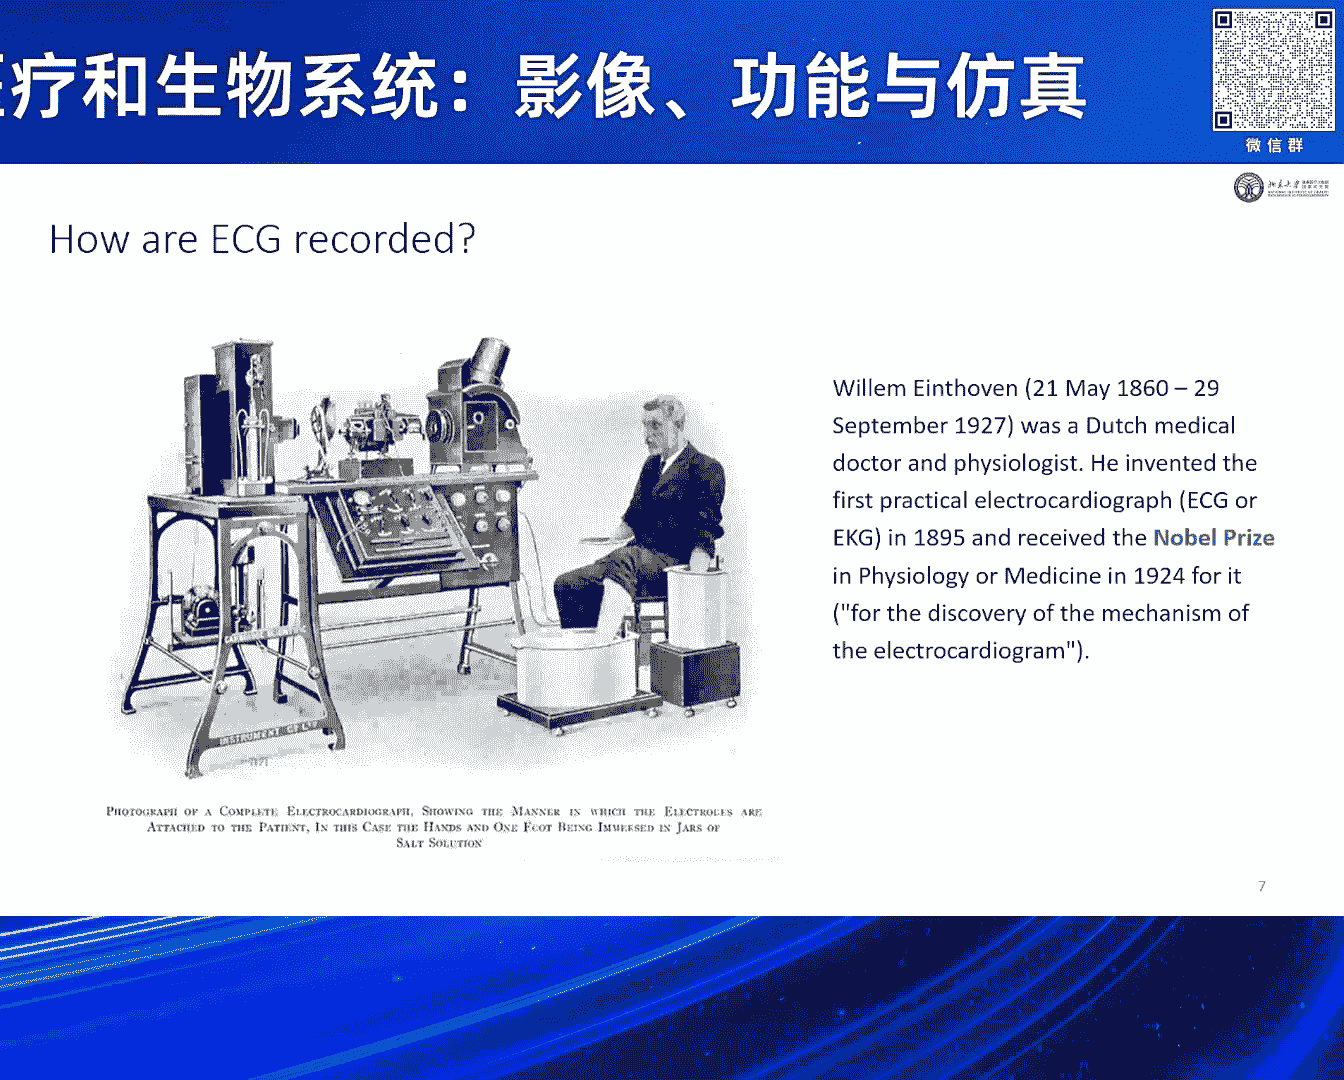 疗和生物系统：影像、功能与仿真
微信群
北京大学
How are ECG recorded?
Willem Einthoven (21 May 1860 – 29
September 1927) was a Dutch medical
doctor and physiologist. He invented the
first practical electrocardiograph (ECG or
EKG) in 1895 and received the Nobel Prize
in Physiology or Medicine in 1924 for it
("for the discovery of the mechanism of
the electrocardiogram").
INSTRUMENT
PHOTOGRAPH OF A COMPLETE ELECTROCARDIOGRAPH, SHOWING THE MANNER IN WHICH THE ELECTRODES ARE
ATTACHED TO THE PATIENT, IN THIS CASE THE HANDS AND ONE FOOT BEING IMMERSED IN JARS OF
SALT SOLUTION
7